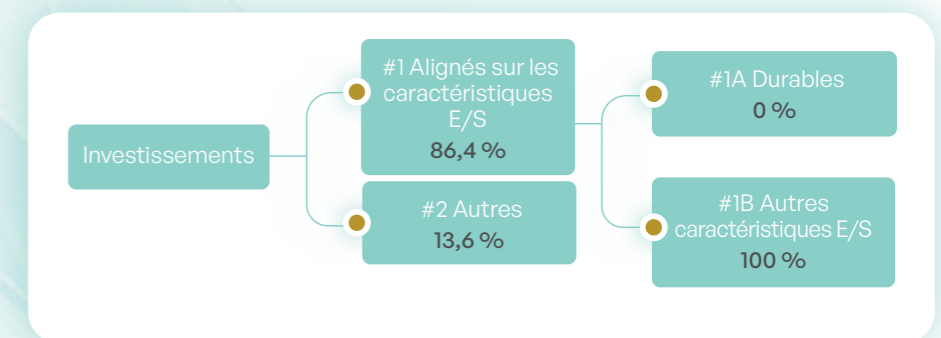 Investissements
#1 Alignés sur les
caractéristiques
E/S
86,4 %
#2 Autres
13,6 %
#1A Durables
0 %
#1B Autres
caractéristiques E/S
100 %